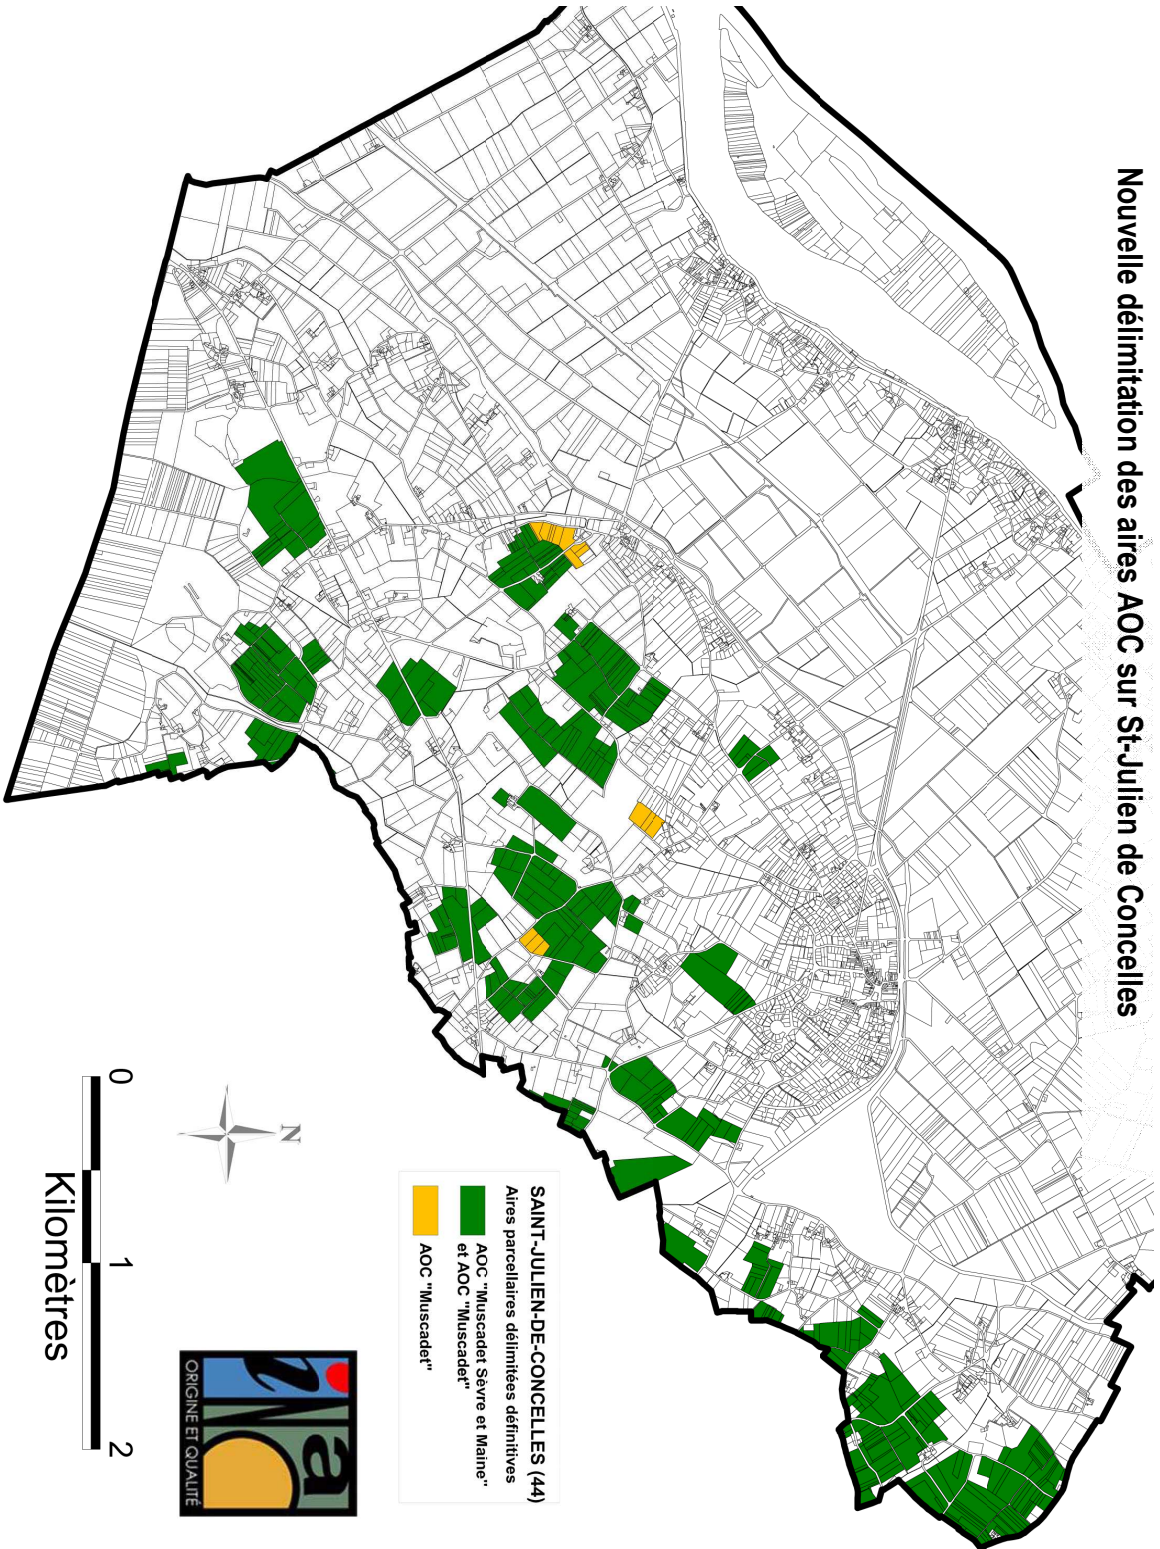 Nouvelle délimitation des aires AOC sur St-Julien de Concelles
SAINT-JULIEN-DE-CONCELLES (44)
Aires parcellaires délimitées définitives
AOC "Muscadet Sèvre et Maine"
et AOC "Muscadet"
AOC "Muscadet"
N
0 1 2
Kilomètres
iNao
ORIGINE ET QUALITÉ